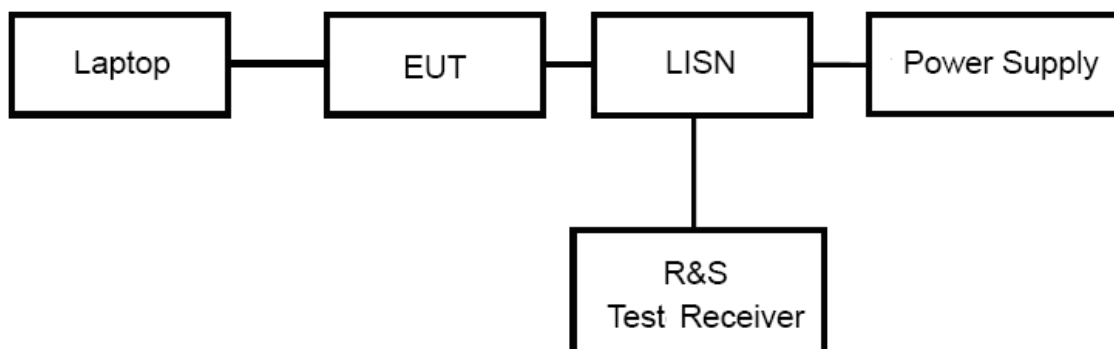 Laptop
EUT
LISN
Power Supply
R&S
Test Receiver